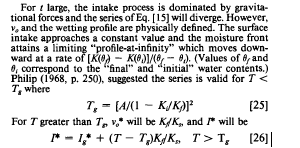 For t large, the intake process is dominated by gravita-
tional forces and the series of Eq. [15] will diverge. However,
vₒ and the wetting profile are physically defined. The surface
intake approaches a constant value and the moisture front
attains a limiting “profile-at-infinity” which moves down-
ward at a rate of [K(θf) − K(θi)]/(θf − θi). (Values of θf and
θi correspond to the “final” and “initial” water contents.)
Philip (1968, p. 250), suggested the series is valid for T <
Tg where
Tg = [A/(1 − Ki/Kf)]² [25]
For T greater than Tg, vₒ* will be Kf/Kₛ, and I* will be
I* = Ig* + (T − Tg)Kf/Kₛ, T > Tg [26]